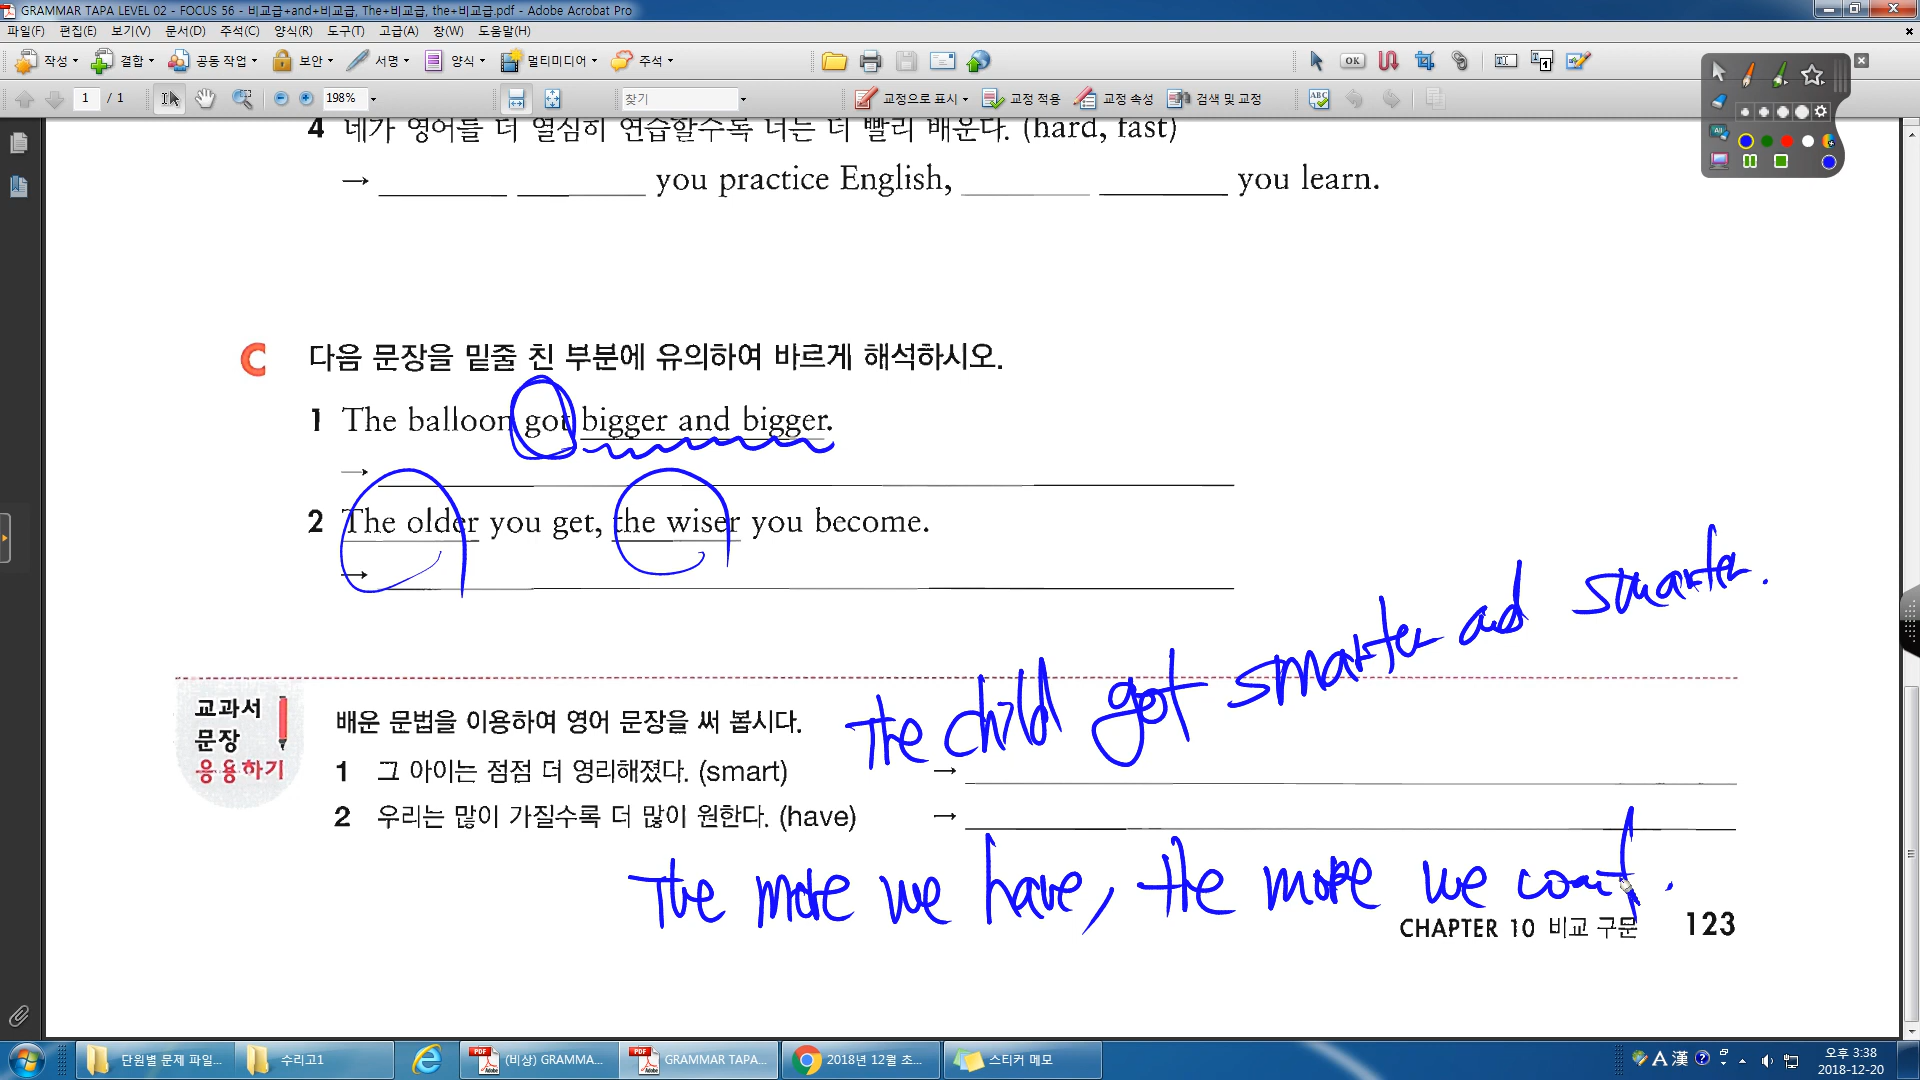 GRAMMAR TAPA LEVEL 02 - FOCUS 56 - 비교급+and+비교급, The+비교급, the+비교급.pdf - Adobe Acrobat Pro
파일(F) 편집(E) 보기(V) 문서(D) 주석(C) 양식(R) 도구(T) 고급(A) 창(W) 도움말(H)
작성 결합 공동 작업 보안 서명 양식 멀티미디어 주석 OK
1 / 1 198% 찾기 교정으로 표시 교정 적용 교정 속성 검색 및 교정
4 네가 영어를 더 열심히 연습할수록 너는 더 빨리 배운다. (hard, fast)
→ ________ ________ you practice English, ________ ________ you learn.
C 다음 문장을 밑줄 친 부분에 유의하여 바르게 해석하시오.
1 The balloon got bigger and bigger.
→
2 The older you get, the wiser you become.
→
The child got smarter and smarter.
교과서
문장
응용하기
배운 문법을 이용하여 영어 문장을 써 봅시다.
1 그 아이는 점점 더 영리해졌다. (smart) →
2 우리는 많이 가질수록 더 많이 원한다. (have) →
The more we have, the more we want.
CHAPTER 10 비교 구문 123
단원별 문제 파일... 수리고1 (비상) GRAMMA... GRAMMAR TAPA... 2018년 12월 초... 스티커 메모 A 漢 오후 3:38
2018-12-20